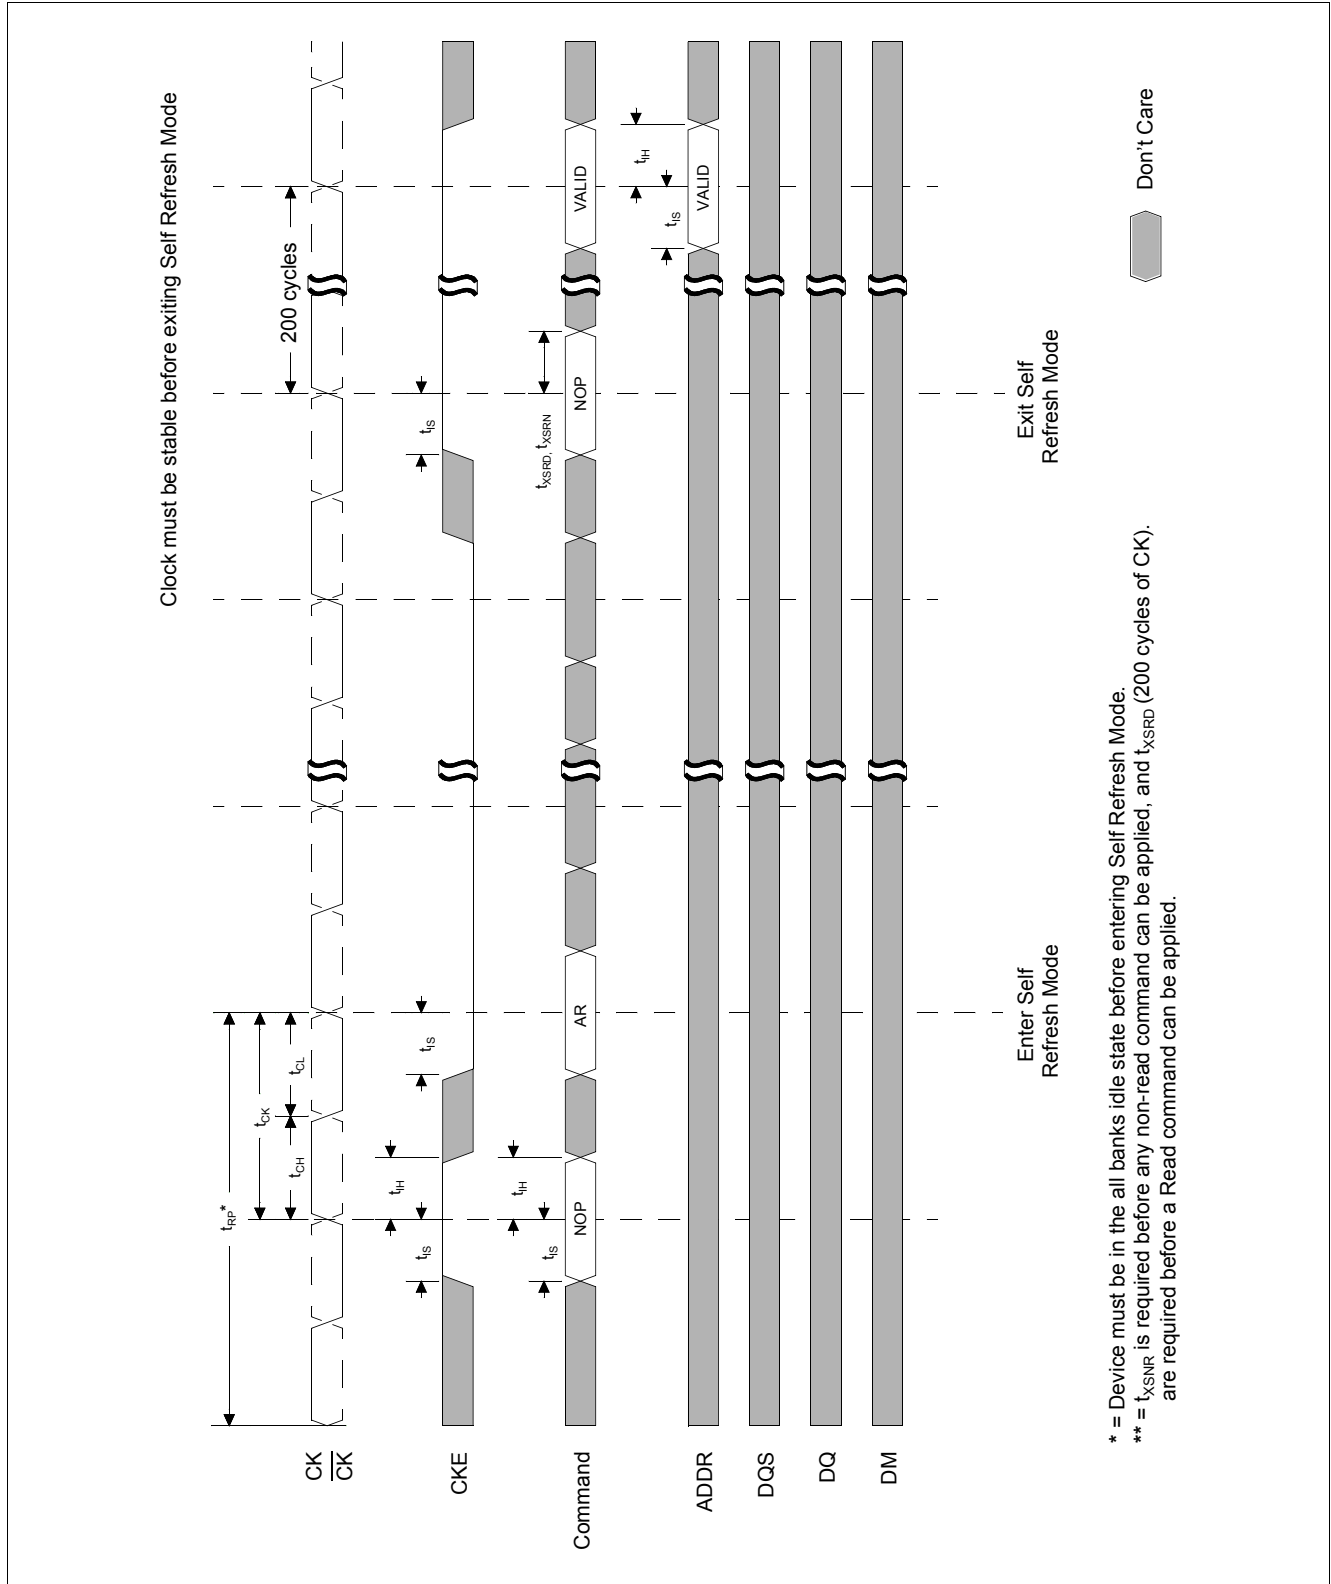 Clock must be stable before exiting Self Refresh Mode
200 cycles
tRP*
tCK
tCH
tCL
CK
CK
tIS
tIH
tIS
tIS
CKE
tIS
tIH
tXSRD, tXSRN
Command
NOP
AR
NOP
VALID
tIS
tIH
ADDR
VALID
DQS
DQ
DM
Enter Self
Refresh Mode
Exit Self
Refresh Mode
* = Device must be in the all banks idle state before entering Self Refresh Mode.
** = tXSNR is required before any non-read command can be applied, and tXSRD (200 cycles of CK).
are required before a Read command can be applied.
Don't Care